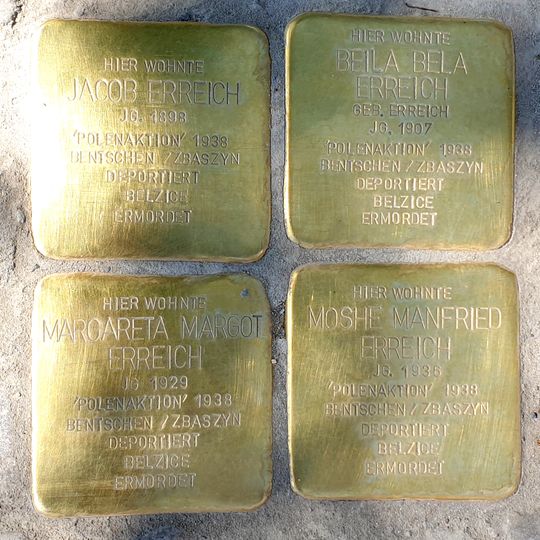 HIER WOHNTE
JACOB ERREICH
JG. 1898
'POLENAKTION' 1938
BENTSCHEN / ZBASZYN
DEPORTIERT
BELZICE
ERMORDET
HIER WOHNTE
BEILA BELA
ERREICH
GEB. ERREICH
JG. 1907
'POLENAKTION' 1938
BENTSCHEN / ZBASZYN
DEPORTIERT
BELZICE
ERMORDET
HIER WOHNTE
MARGARETA MARGOT
ERREICH
JG. 1929
'POLENAKTION' 1938
BENTSCHEN / ZBASZYN
DEPORTIERT
BELZICE
ERMORDET
HIER WOHNTE
MOSHE MANFRIED
ERREICH
JG. 1936
'POLENAKTION' 1938
BENTSCHEN / ZBASZYN
DEPORTIERT
BELZICE
ERMORDET